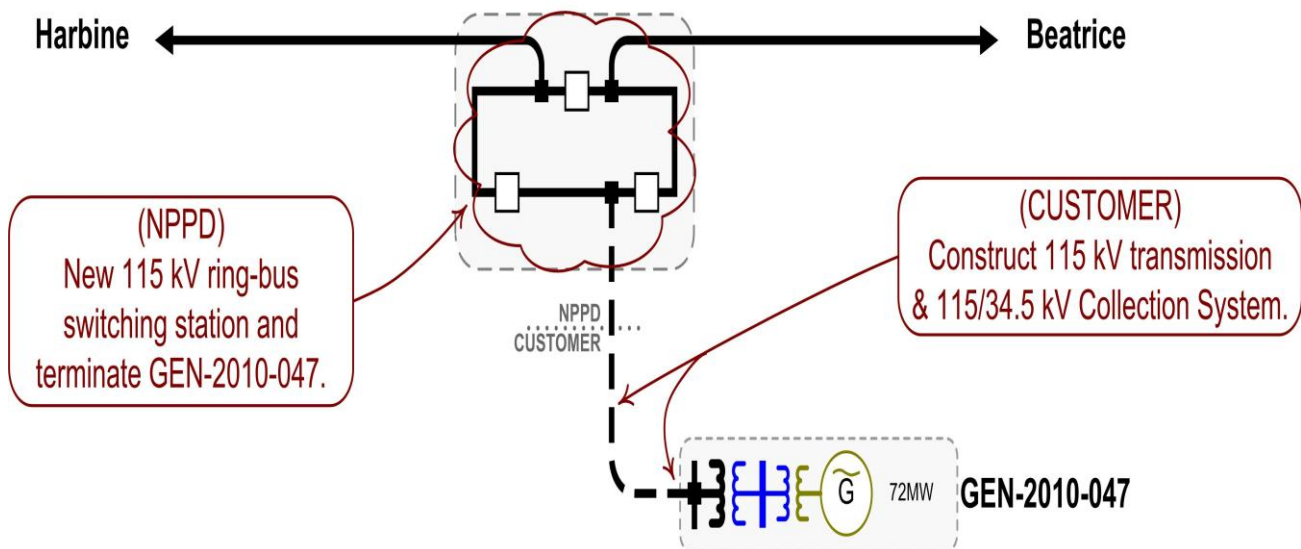 Harbine
Beatrice
(NPPD)
New 115 kV ring-bus
switching station and
terminate GEN-2010-047.
(CUSTOMER)
Construct 115 kV transmission
& 115/34.5 kV Collection System.
NPPD
CUSTOMER
G
72MW
GEN-2010-047